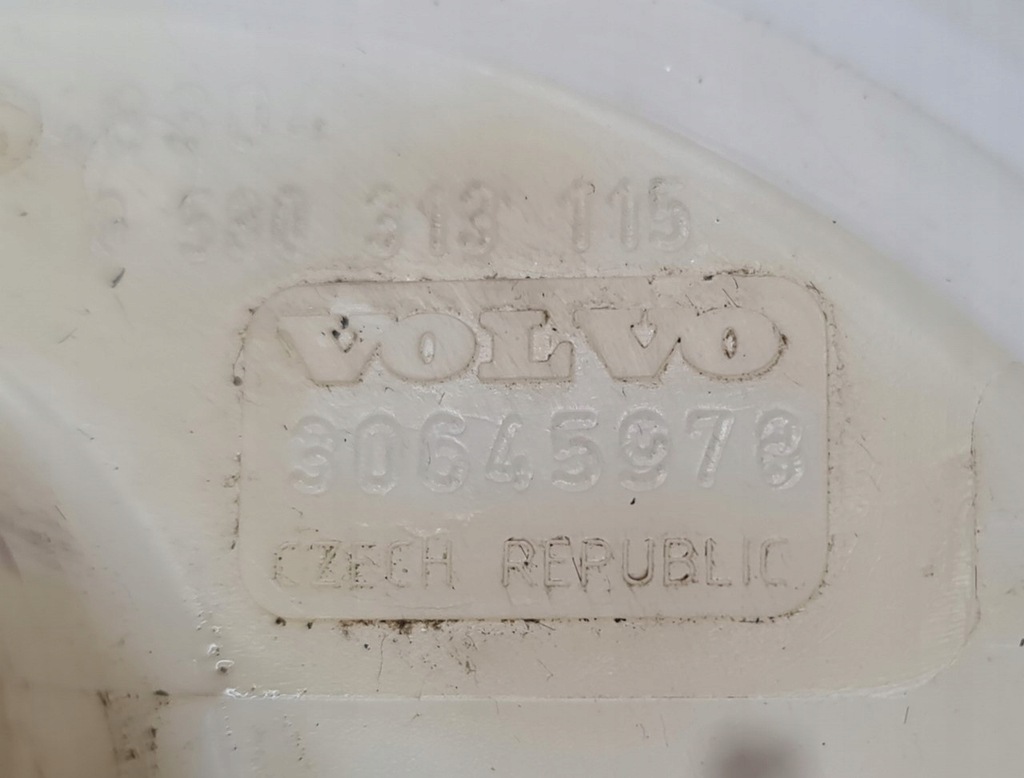 0 580 313 115
VOLVO
30645978
CZECH REPUBLIC